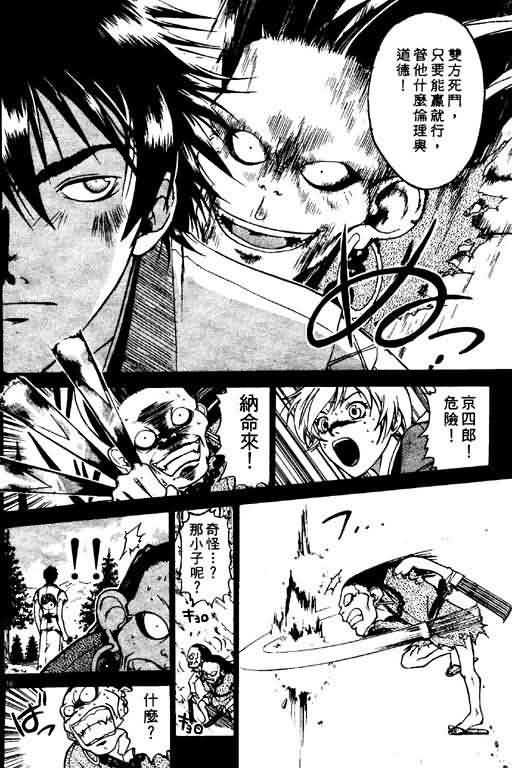 雙方死鬥，
只要能贏就行，
管他什麼倫理與
道德！
ぬっ…
京四郎！
危險！
納命來！
奇怪…？
那小子呢？
キョロ
キョロ
！！
什麼？
ばっ